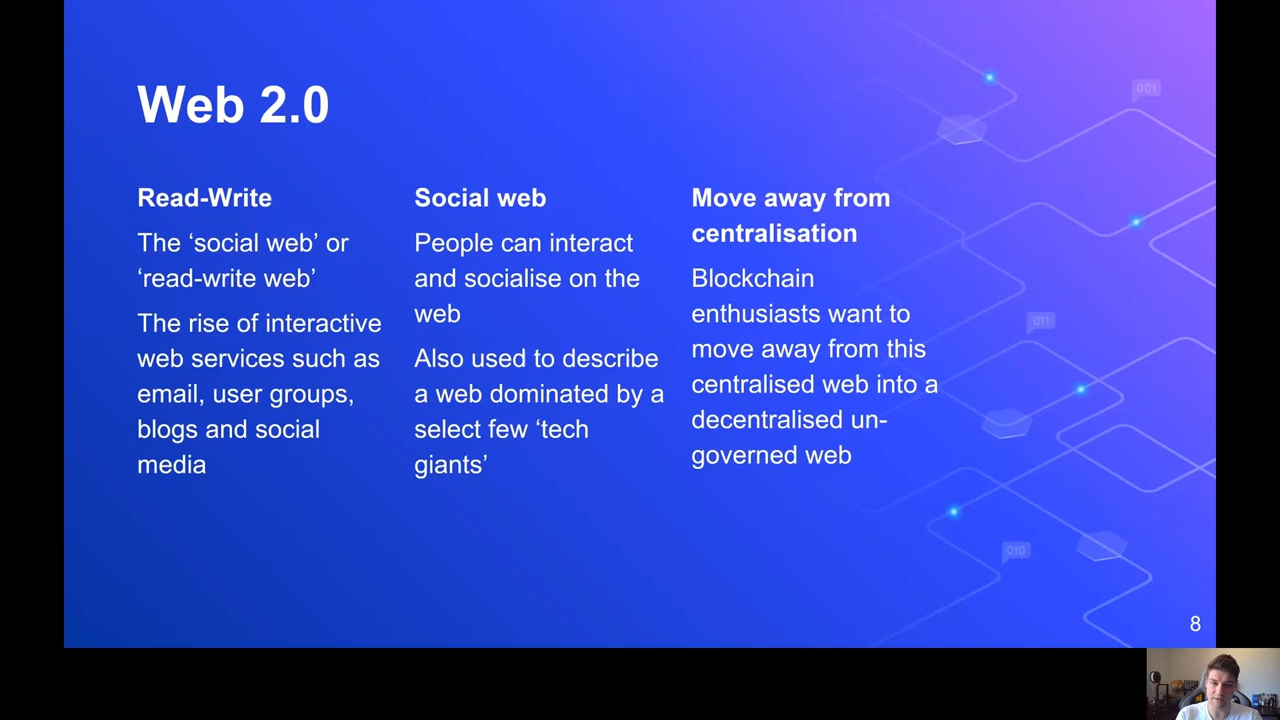 Web 2.0
Read-Write
The ‘social web’ or
‘read-write web’
The rise of interactive
web services such as
email, user groups,
blogs and social
media
Social web
People can interact
and socialise on the
web
Also used to describe
a web dominated by a
select few ‘tech
giants’
Move away from
centralisation
Blockchain
enthusiasts want to
move away from this
centralised web into a
decentralised un-
governed web
001
011
010
8